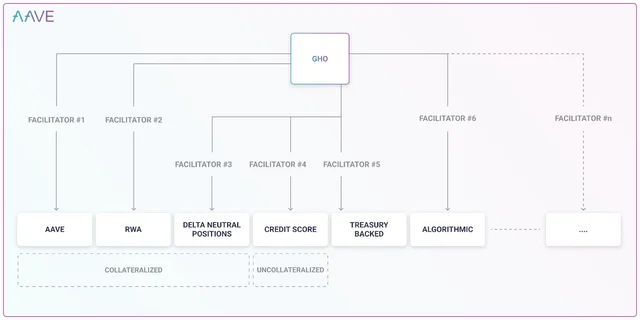 AAVE
GHO
FACILITATOR #1
FACILITATOR #2
FACILITATOR #6
FACILITATOR #n
FACILITATOR #3
FACILITATOR #4
FACILITATOR #5
AAVE
RWA
DELTA NEUTRAL
POSITIONS
CREDIT SCORE
TREASURY
BACKED
ALGORITHMIC
....
COLLATERALIZED
UNCOLLATERALIZED